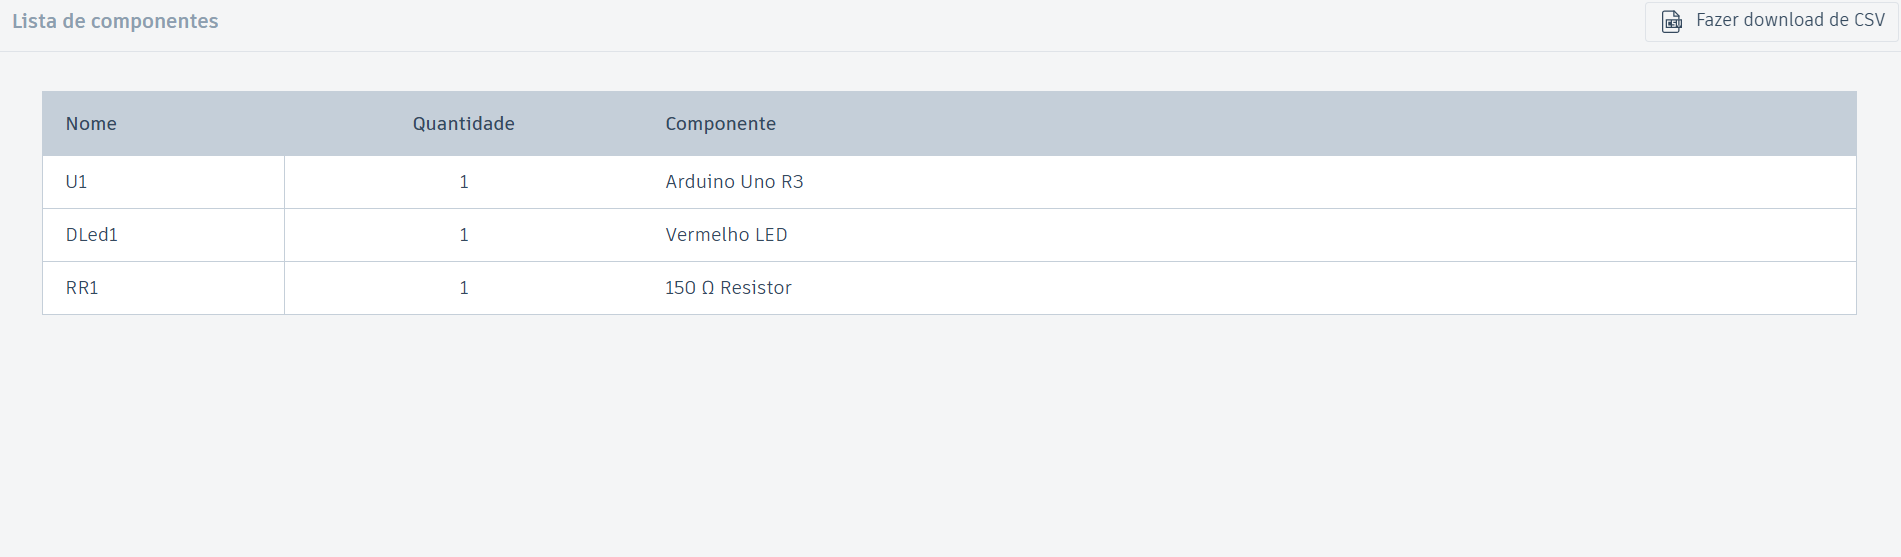 Lista de componentes
CSV Fazer download de CSV
Nome Quantidade Componente
U1 1 Arduino Uno R3
DLed1 1 Vermelho LED
RR1 1 150 Ω Resistor